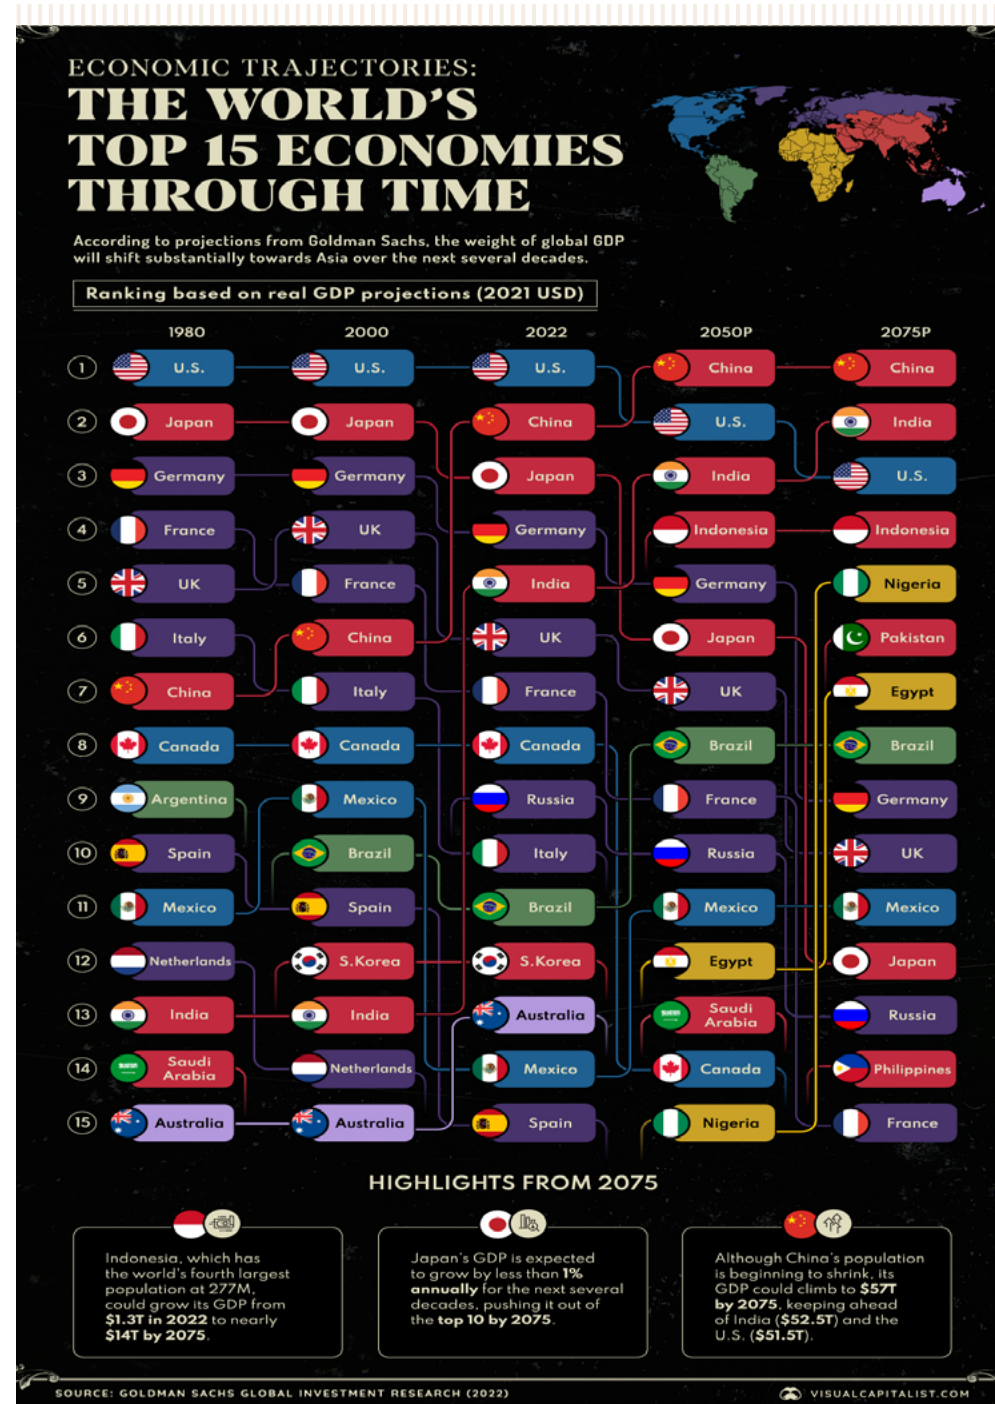 ECONOMIC TRAJECTORIES:
THE WORLD'S
TOP 15 ECONOMIES
THROUGH TIME
According to projections from Goldman Sachs, the weight of global GDP
will shift substantially towards Asia over the next several decades.
Ranking based on real GDP projections (2021 USD)
1980 2000 2022 2050P 2075P
1 U.S. U.S. U.S. China China
2 Japan Japan China U.S. India
3 Germany Germany Japan India U.S.
4 France UK Germany Indonesia Indonesia
5 UK France India Germany Nigeria
6 Italy China UK Japan Pakistan
7 China Italy France UK Egypt
8 Canada Canada Canada Brazil Brazil
9 Argentina Mexico Russia France Germany
10 Spain Brazil Italy Russia UK
11 Mexico Spain Brazil Mexico Mexico
12 Netherlands S.Korea S.Korea Egypt Japan
13 India India Australia Saudi Arabia Russia
14 Saudi Arabia Netherlands Mexico Canada Philippines
15 Australia Australia Spain Nigeria France
HIGHLIGHTS FROM 2075
Indonesia, which has
the world's fourth largest
population at 277M,
could grow its GDP from
$1.3T in 2022 to nearly
$14T by 2075.
Japan's GDP is expected
to grow by less than 1%
annually for the next several
decades, pushing it out of
the top 10 by 2075.
Although China's population
is beginning to shrink, its
GDP could climb to $57T
by 2075, keeping ahead
of India ($52.5T) and the
U.S. ($51.5T).
SOURCE: GOLDMAN SACHS GLOBAL INVESTMENT RESEARCH (2022)
VISUALCAPITALIST.COM